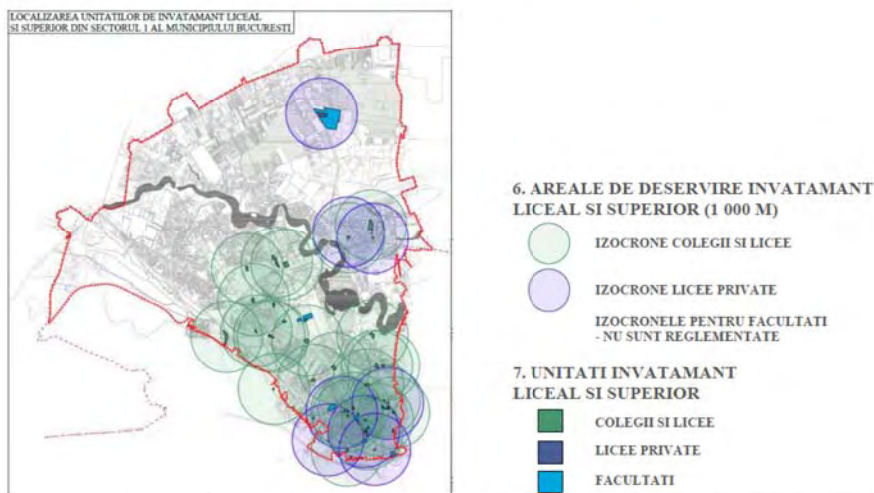 LOCALIZAREA UNITATILOR DE INVATAMANT LICEAL
SI SUPERIOR DIN SECTORUL 1 AL MUNICIPIULUI BUCURESTI
6. AREALE DE DESERVIRE INVATAMANT
LICEAL SI SUPERIOR (1 000 M)
IZOCRONE COLEGII SI LICEE
IZOCRONE LICEE PRIVATE
IZOCRONELE PENTRU FACULTATI
- NU SUNT REGLEMENTATE
7. UNITATI INVATAMANT
LICEAL SI SUPERIOR
COLEGII SI LICEE
LICEE PRIVATE
FACULTATI